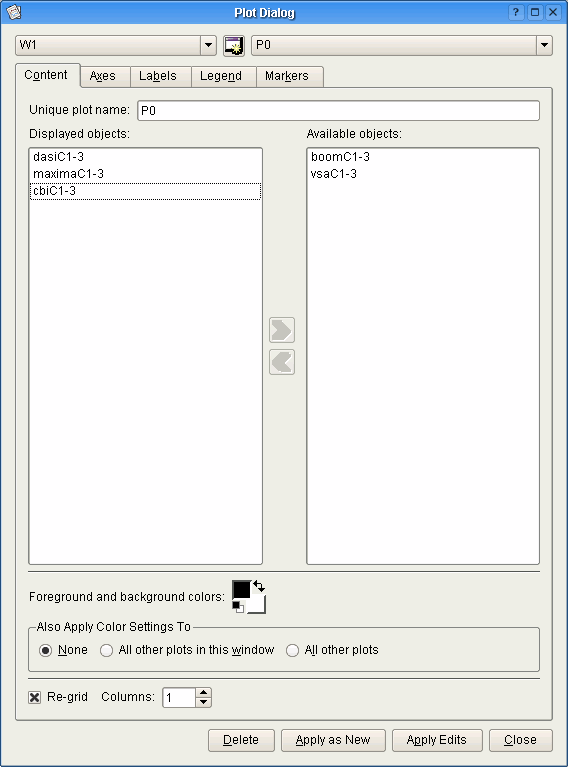 Plot Dialog
W1 P0
Content Axes Labels Legend Markers
Unique plot name: P0
Displayed objects: Available objects:
dasiC1-3 boomC1-3
maximaC1-3 vsaC1-3
cbiC1-3
Foreground and background colors:
Also Apply Color Settings To
None All other plots in this window All other plots
Re-grid Columns: 1
Delete Apply as New Apply Edits Close